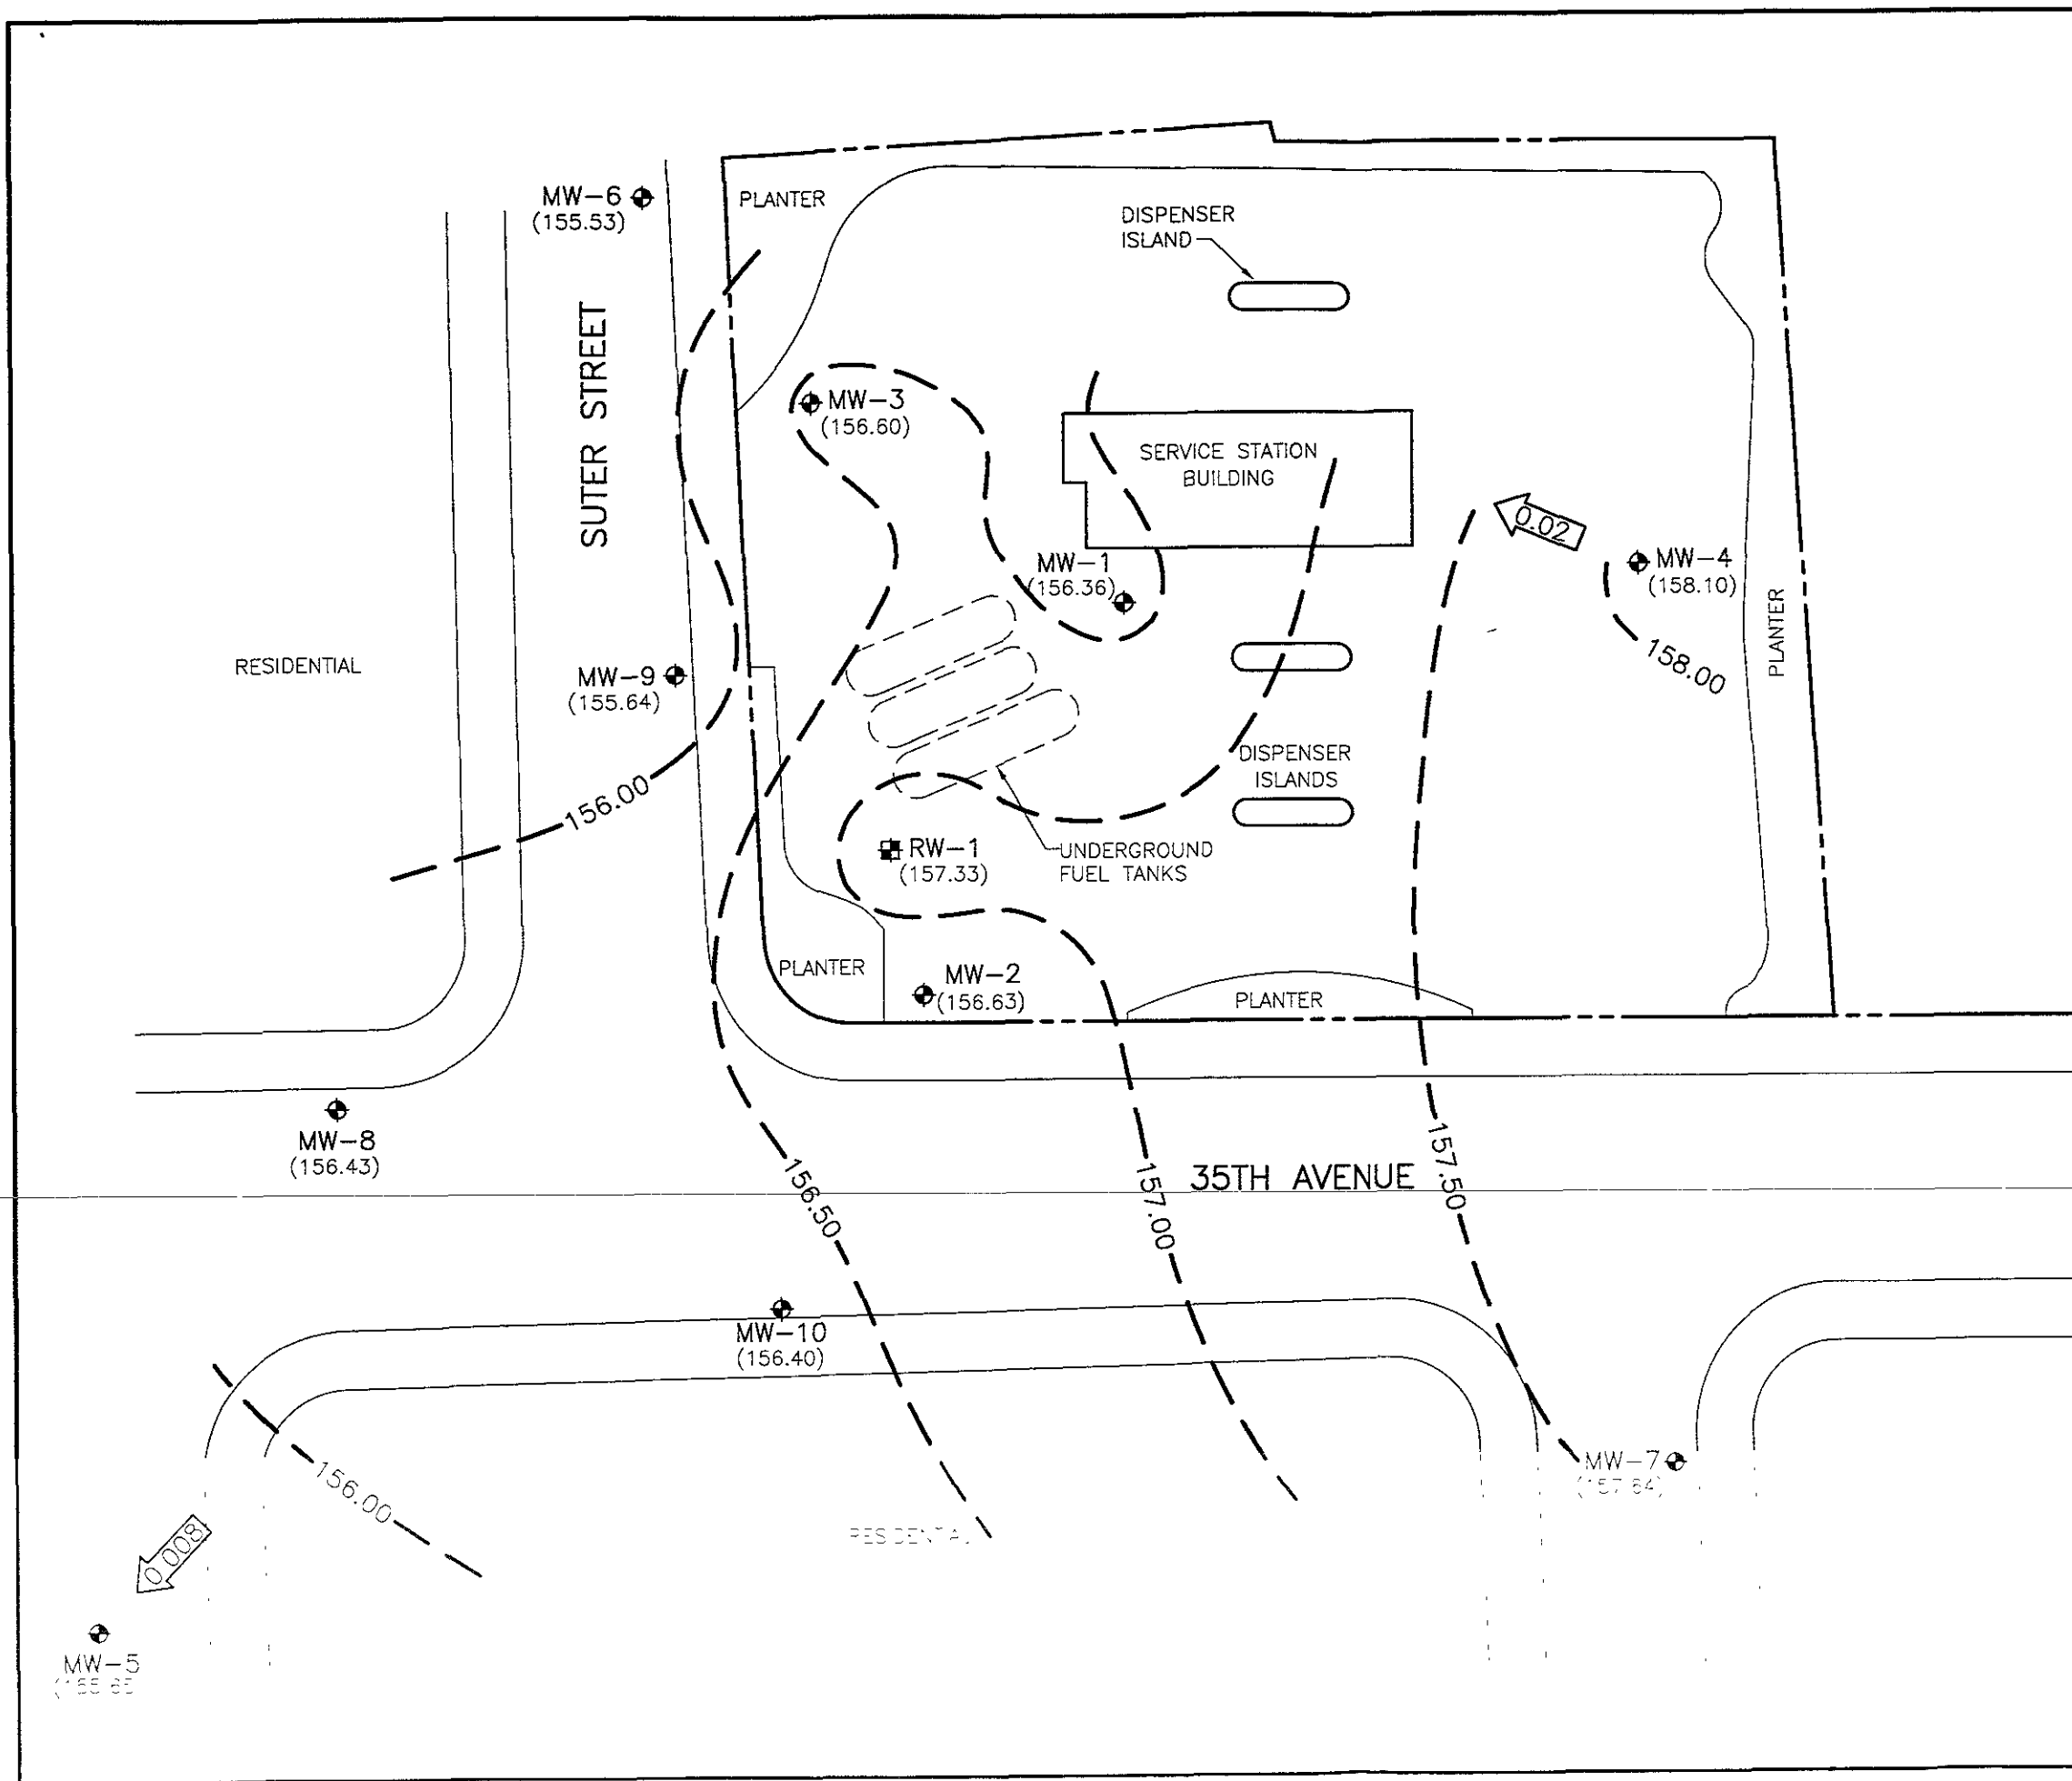 MW-6
(155.53)
PLANTER
DISPENSER
ISLAND
SUTER STREET
MW-3
(156.60)
SERVICE STATION
BUILDING
0.02
MW-1
(156.36)
MW-4
(158.10)
158.00
PLANTER
RESIDENTIAL
MW-9
(155.64)
156.00
DISPENSER
ISLANDS
RW-1
(157.33)
UNDERGROUND
FUEL TANKS
PLANTER
MW-2
(156.63)
PLANTER
MW-8
(156.43)
156.50
157.00
35TH AVENUE
157.50
MW-10
(156.40)
156.00
MW-7
(157.64)
RESIDENTIAL
0.008
MW-5